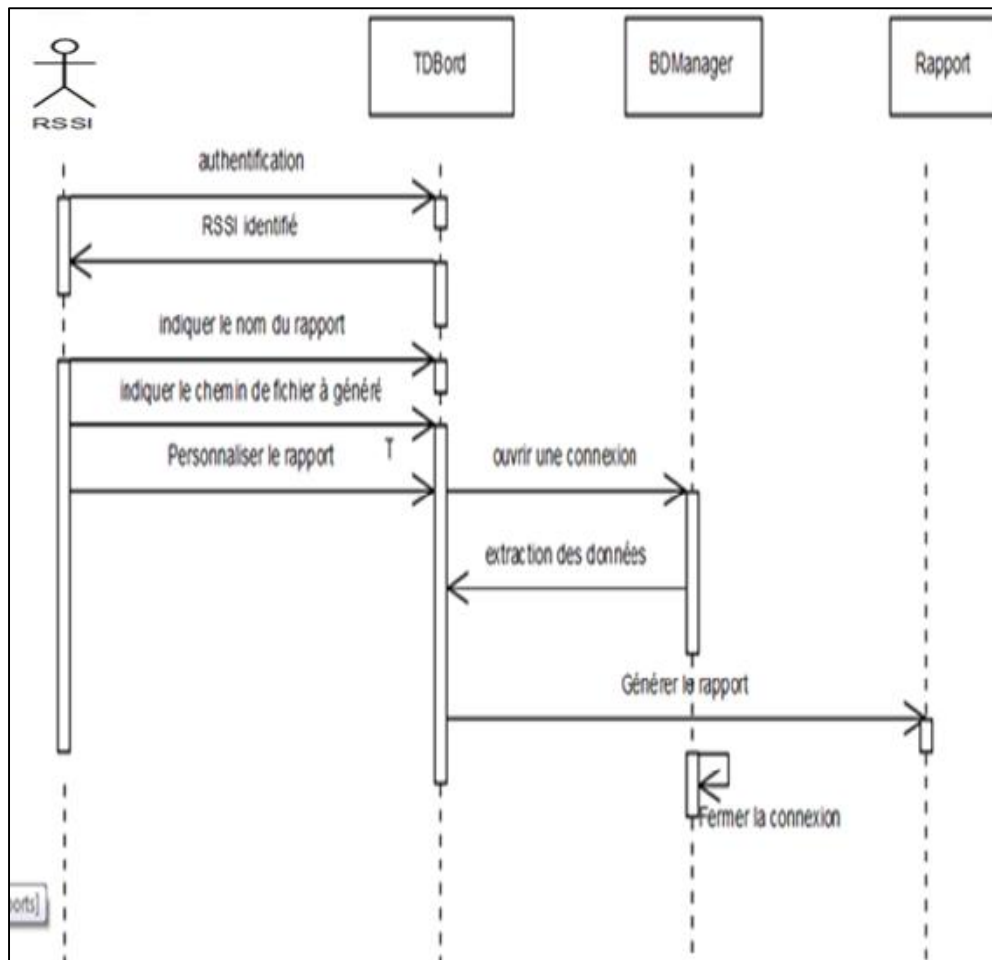 TDBord
BDManager
Rapport
RSSI
authentification
RSSI identifié
indiquer le nom du rapport
indiquer le chemin de fichier à généré
Personnaliser le rapport
T
ouvrir une connexion
extraction des données
Générer le rapport
Fermer la connexion
ports]